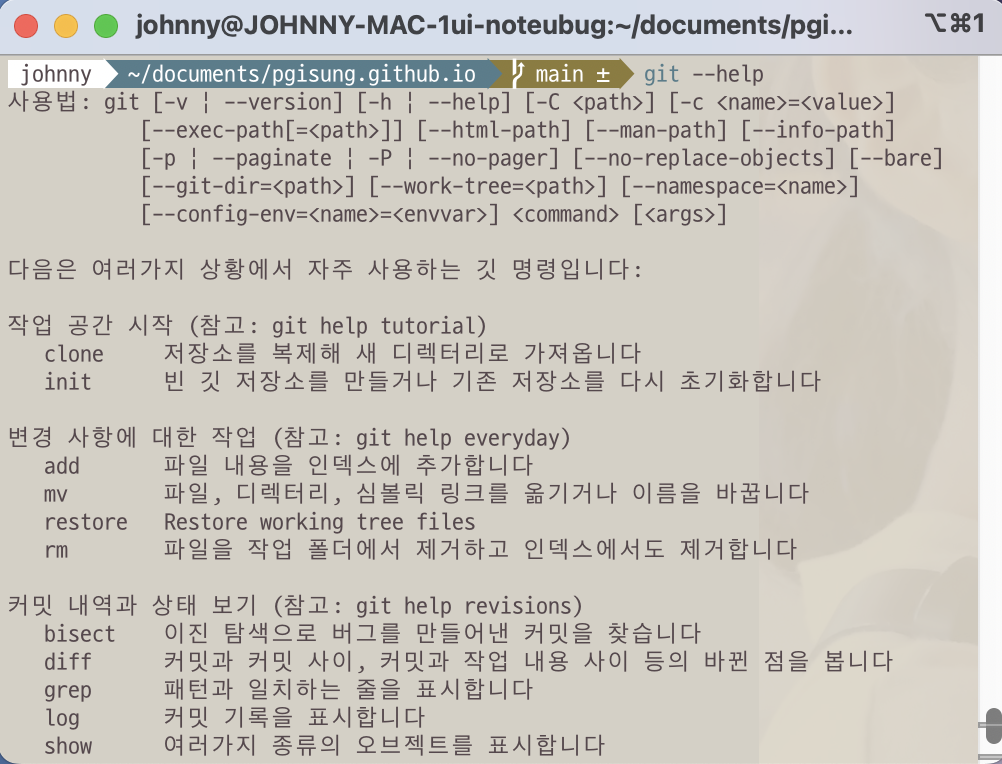 johnny@JOHNNY-MAC-1ui-noteubug:~/documents/pgi... ⌥⌘1
johnny ~/documents/pgisung.github.io main ± git --help
사용법: git [-v | --version] [-h | --help] [-C <path>] [-c <name>=<value>]
[--exec-path[=<path>]] [--html-path] [--man-path] [--info-path]
[-p | --paginate | -P | --no-pager] [--no-replace-objects] [--bare]
[--git-dir=<path>] [--work-tree=<path>] [--namespace=<name>]
[--config-env=<name>=<envvar>] <command> [<args>]
다음은 여러가지 상황에서 자주 사용하는 깃 명령입니다:
작업 공간 시작 (참고: git help tutorial)
clone 저장소를 복제해 새 디렉터리로 가져옵니다
init 빈 깃 저장소를 만들거나 기존 저장소를 다시 초기화합니다
변경 사항에 대한 작업 (참고: git help everyday)
add 파일 내용을 인덱스에 추가합니다
mv 파일, 디렉터리, 심볼릭 링크를 옮기거나 이름을 바꿉니다
restore Restore working tree files
rm 파일을 작업 폴더에서 제거하고 인덱스에서도 제거합니다
커밋 내역과 상태 보기 (참고: git help revisions)
bisect 이진 탐색으로 버그를 만들어낸 커밋을 찾습니다
diff 커밋과 커밋 사이, 커밋과 작업 내용 사이 등의 바뀐 점을 봅니다
grep 패턴과 일치하는 줄을 표시합니다
log 커밋 기록을 표시합니다
show 여러가지 종류의 오브젝트를 표시합니다